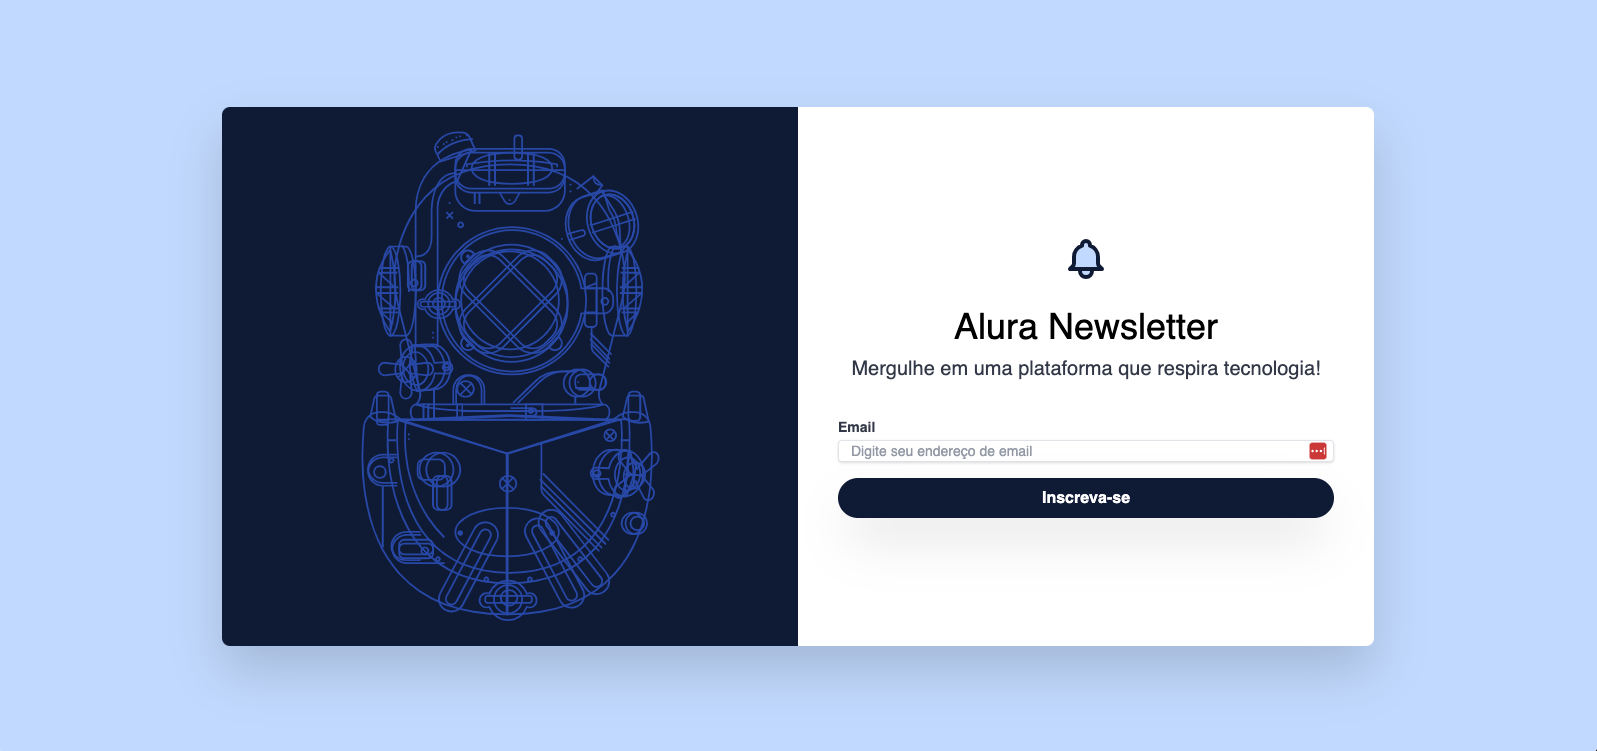 Alura Newsletter
Mergulhe em uma plataforma que respira tecnologia!
Email
Digite seu endereço de email
Inscreva-se